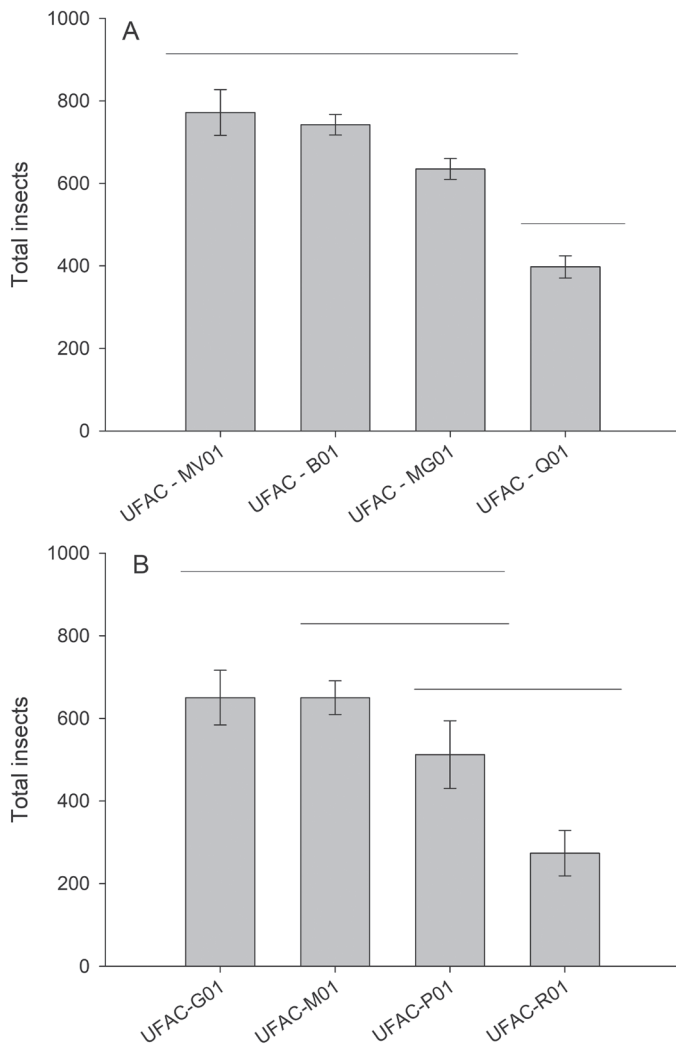 A
1000
800
600
400
200
0
Total insects
UFAC - MV01
UFAC - B01
UFAC - MG01
UFAC - Q01
B
1000
800
600
400
200
0
Total insects
UFAC-G01
UFAC-M01
UFAC-P01
UFAC-R01